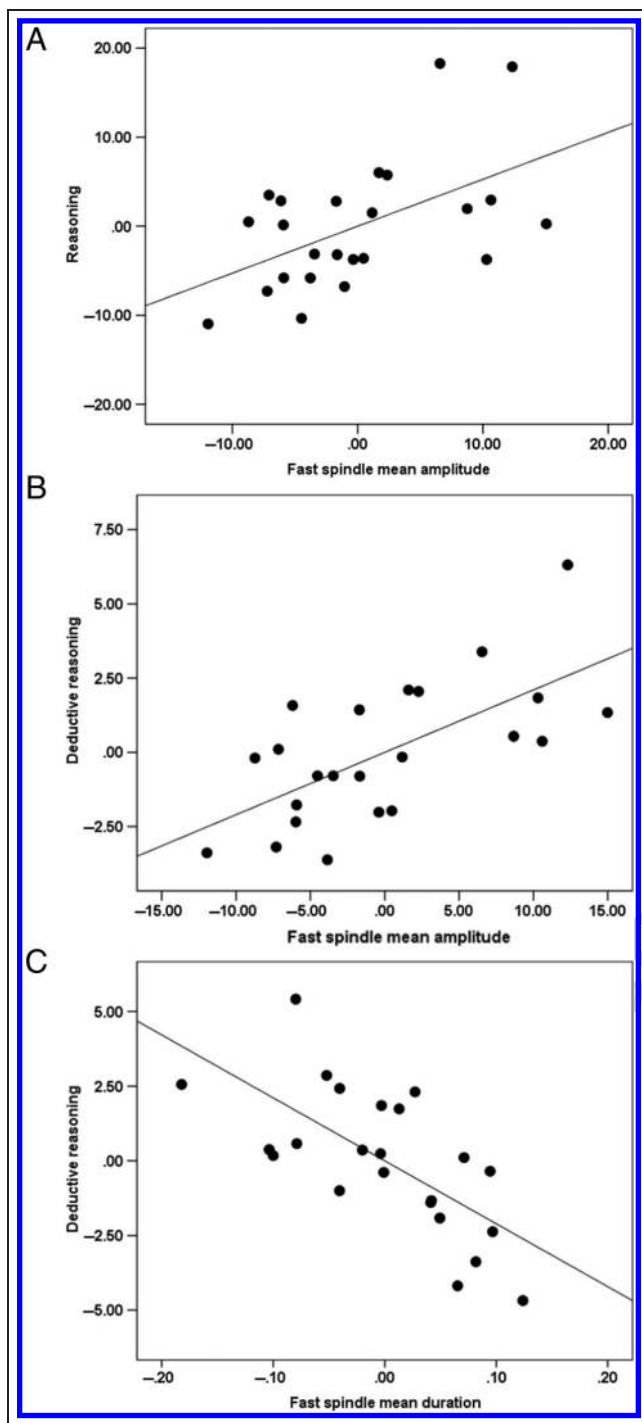 A
20.00
10.00
.00
−10.00
−20.00
Reasoning
−10.00 .00 10.00 20.00
Fast spindle mean amplitude
B
7.50
5.00
2.50
.00
−2.50
Deductive reasoning
−15.00 −10.00 −5.00 .00 5.00 10.00 15.00
Fast spindle mean amplitude
C
5.00
2.50
.00
−2.50
−5.00
Deductive reasoning
−.20 −.10 .00 .10 .20
Fast spindle mean duration